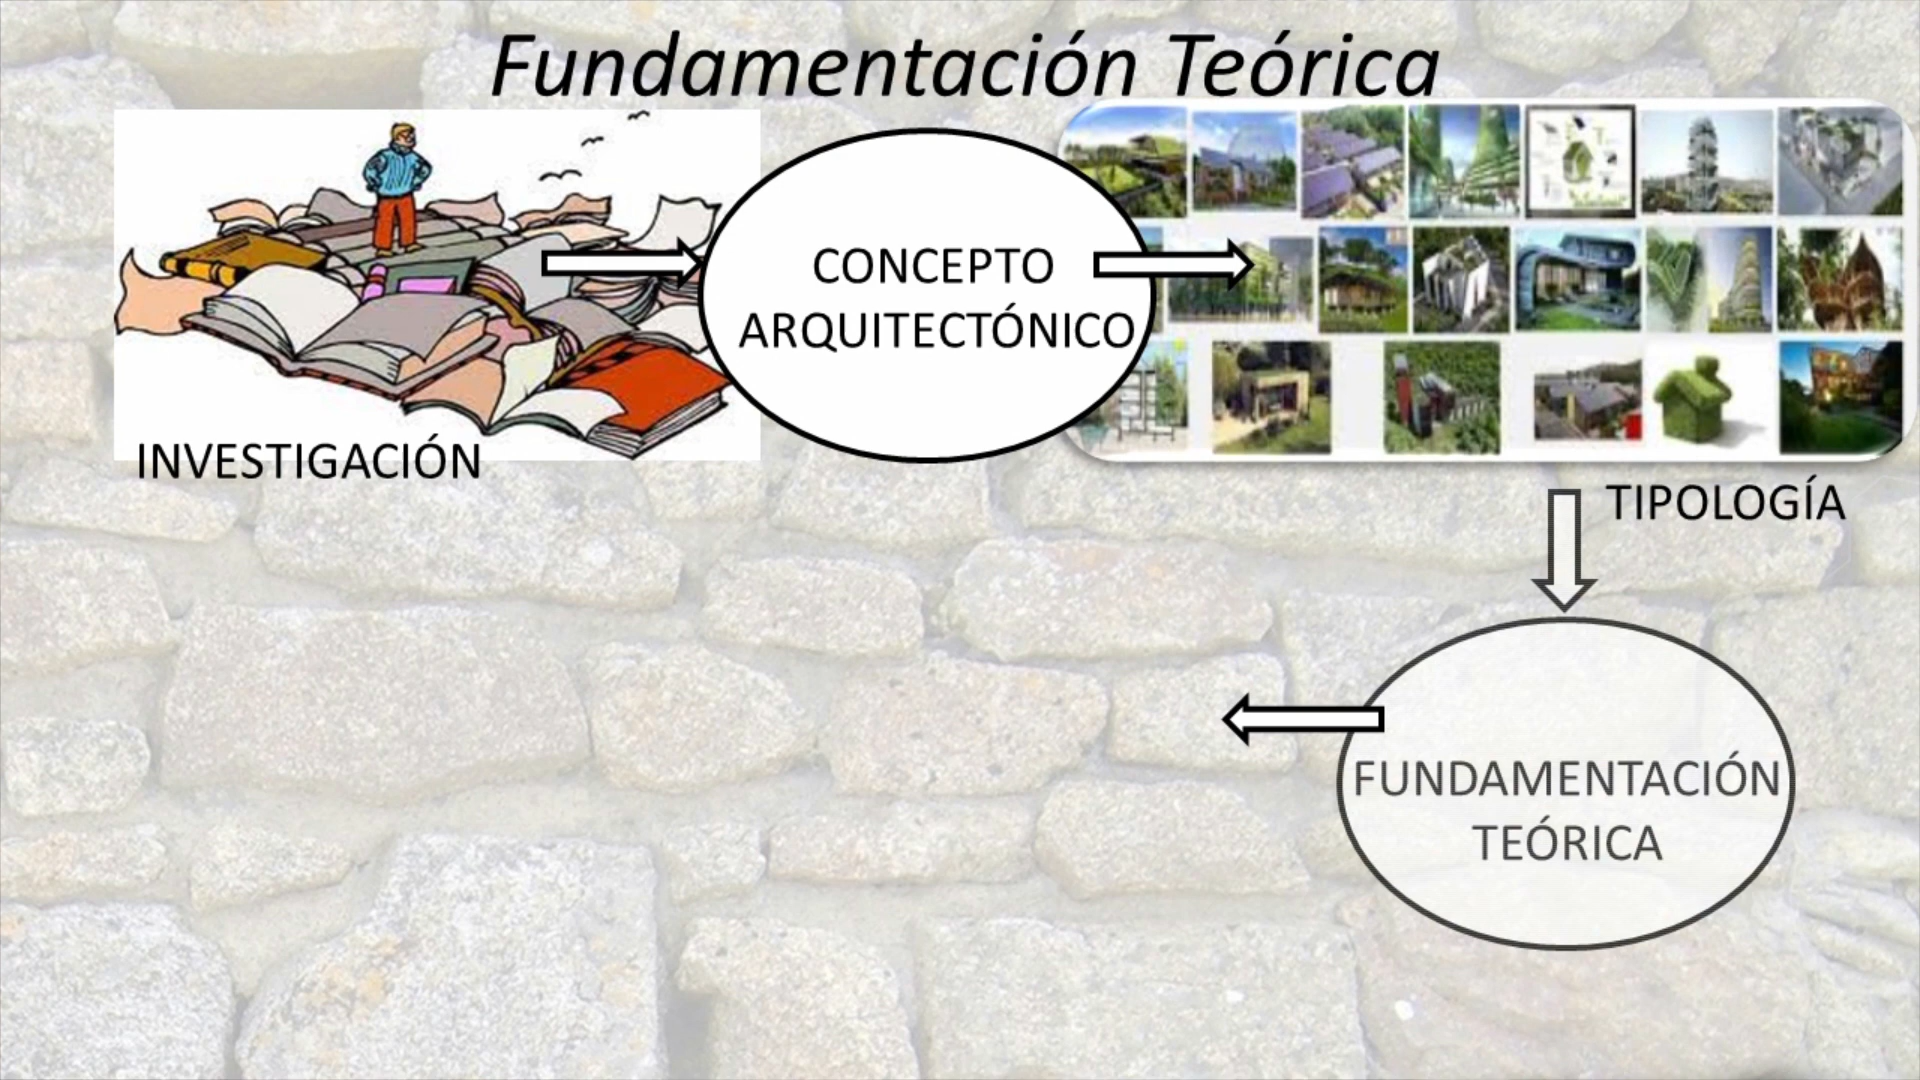 Fundamentación Teórica
CONCEPTO
ARQUITECTÓNICO
INVESTIGACIÓN
TIPOLOGÍA
FUNDAMENTACIÓN
TEÓRICA